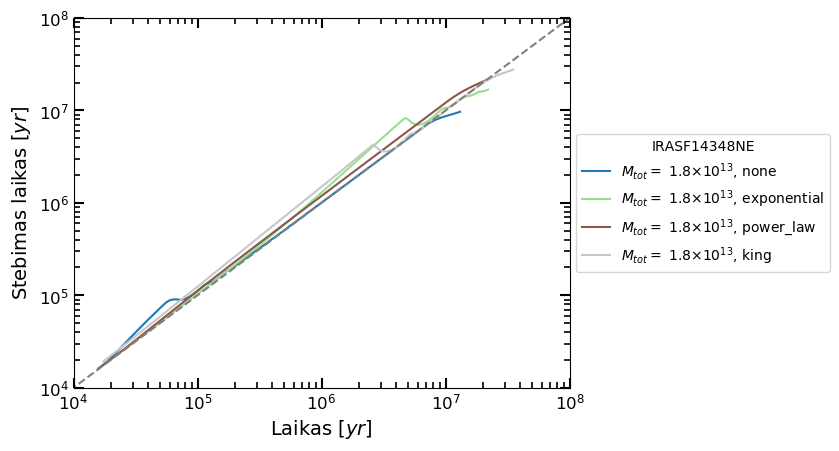 10^8
10^7
10^6
10^5
10^4
Stebimas laikas [yr]
10^4 10^5 10^6 10^7 10^8
Laikas [yr]
IRASF14348NE
M_tot = 1.8×10^13, none
M_tot = 1.8×10^13, exponential
M_tot = 1.8×10^13, power_law
M_tot = 1.8×10^13, king